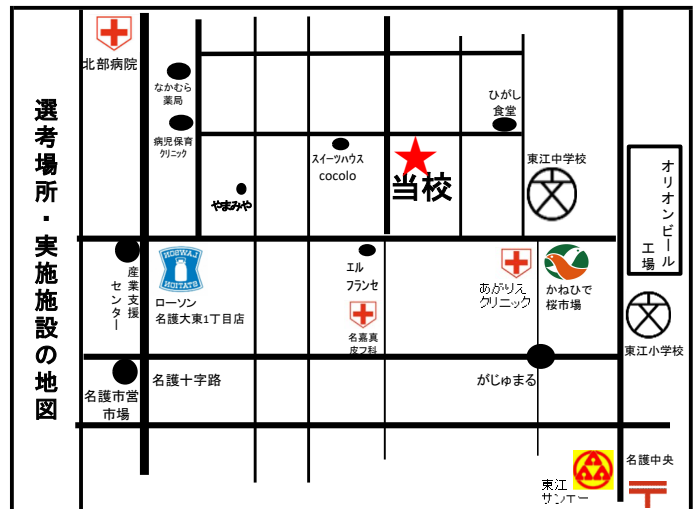 選考場所・実施施設の地図
北部病院
なかむら
薬局
病児保育
クリニック
やまみや
スイーツハウス
cocolo
当校
ひがし
食堂
東江中学校
文
オリオンビール
工場
産業支援
センター
LAWSON
STATION
ローソン
名護大東1丁目店
エル
フランセ
名嘉真
皮フ科
あがりえ
クリニック
かねひで
桜市場
文
東江小学校
名護市営
市場
名護十字路
がじゅまる
東江
サンエー
名護中央